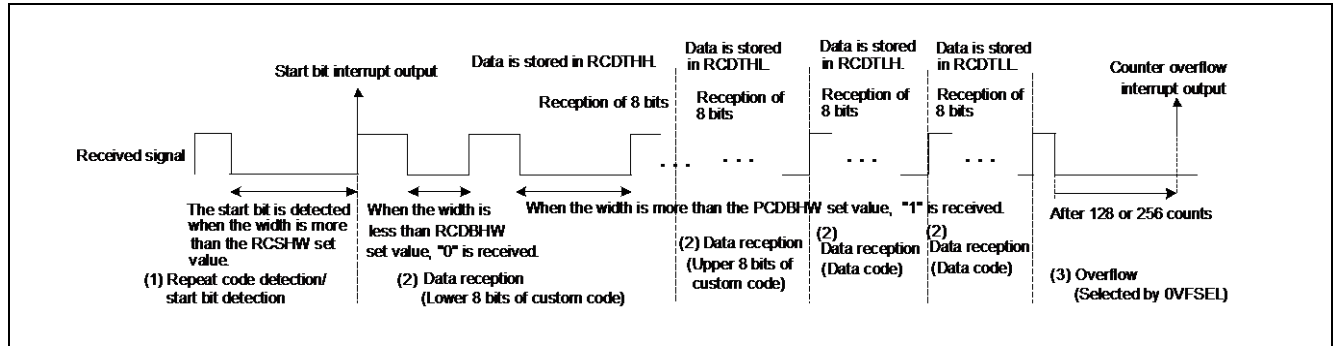 Start bit interrupt output
Data is stored in RCDTHH.
Data is stored
in RCDTHL.
Data is stored
in RCDTLH.
Data is stored
in RCDTLL.
Counter overflow
interrupt output
Reception of 8 bits
Reception of
8 bits
Reception of
8 bits
Reception of
8 bits
Received signal
The start bit is detected
when the width is more
than the RCSHW set
value.
When the width is
less than RCDBHW
set value, "0" is received.
When the width is more than the PCDBHW set value, "1" is received.
After 128 or 256 counts
(1) Repeat code detection/
start bit detection
(2) Data reception
(Lower 8 bits of custom code)
(2) Data reception
(Upper 8 bits of
custom code)
(2)
Data reception
(Data code)
(2)
Data reception
(Data code)
(3) Overflow
(Selected by 0VFSEL)